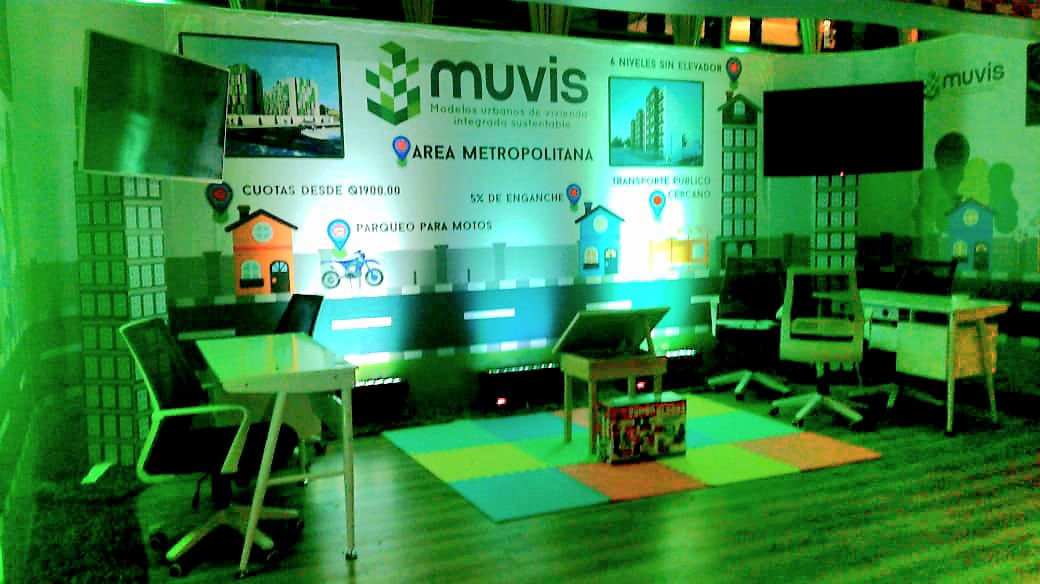 muvis
Modelos urbanos de vivienda
integrada sustentable
AREA METROPOLITANA
CUOTAS DESDE Q1900.00
5% DE ENGANCHE
PARQUEO PARA MOTOS
6 NIVELES SIN ELEVADOR
TRANSPORTE PUBLICO
CERCANO
muvis